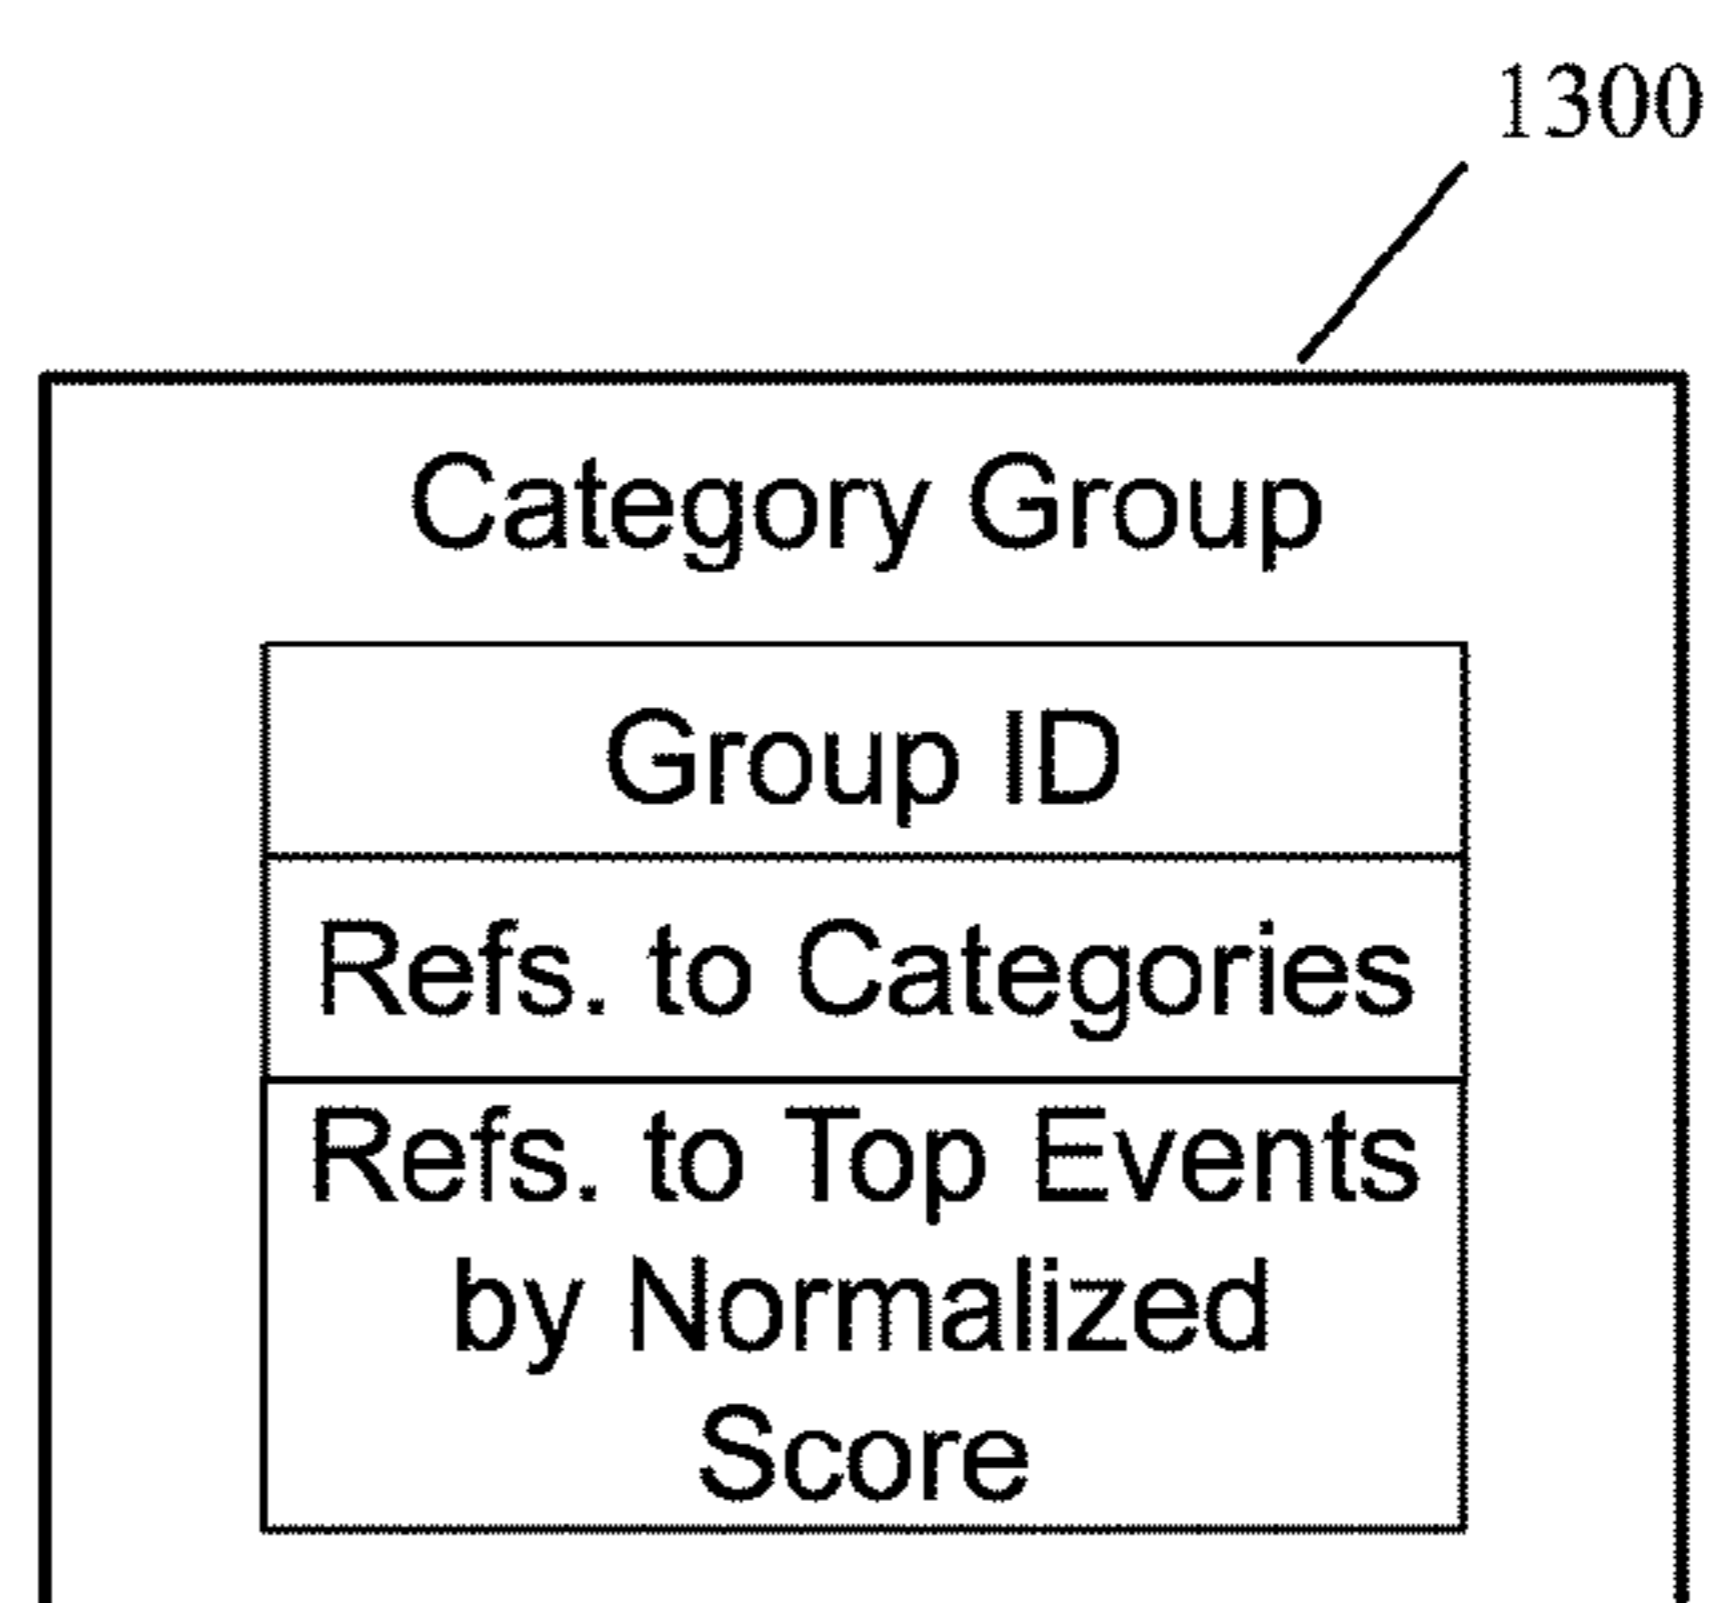 1300
Category Group
Group ID
Refs. to Categories
Refs. to Top Events
by Normalized
Score